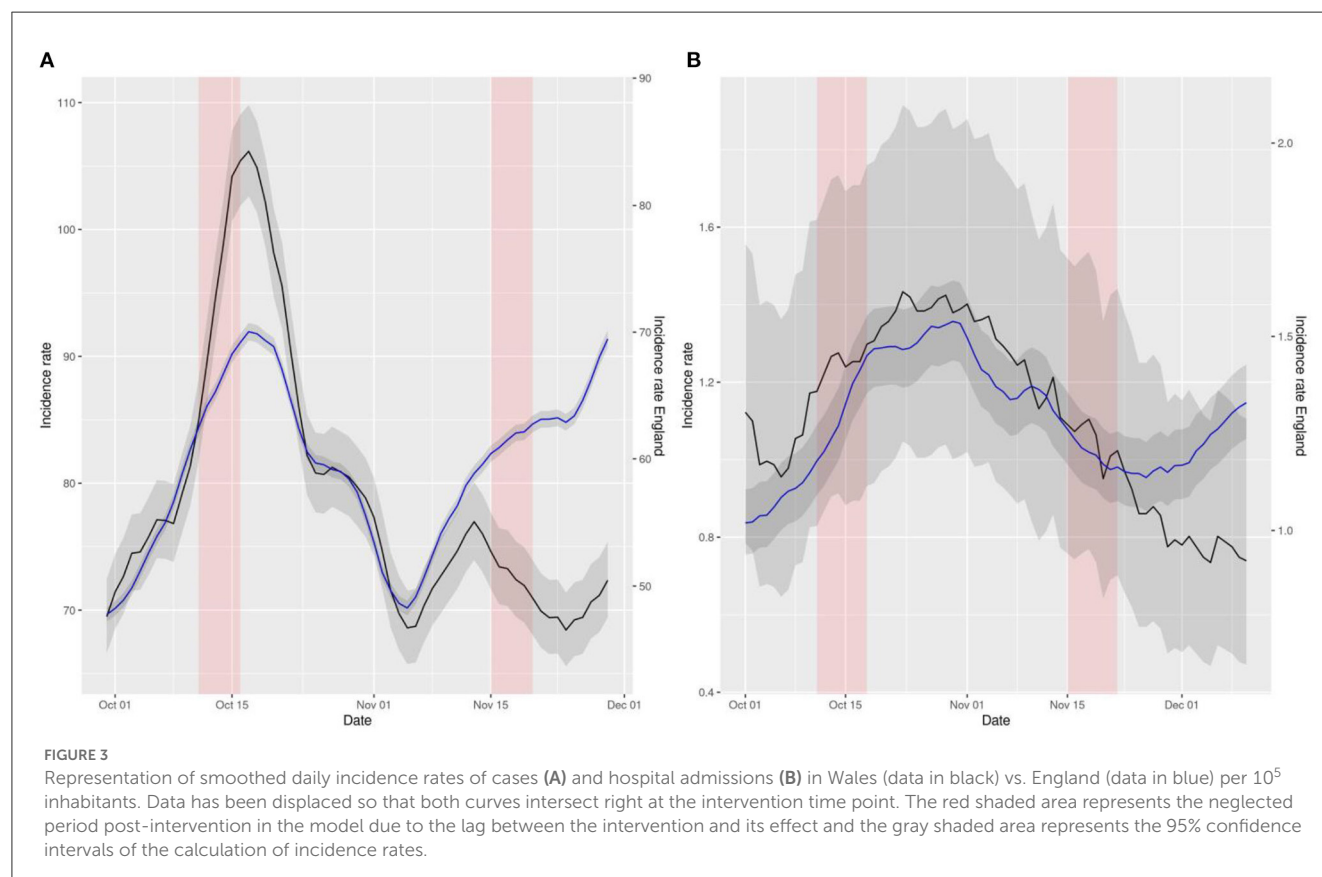 A
B
90
110
2.0
80
100
1.6
Incidence rate
90
70
Incidence rate England
Incidence rate
1.5
Incidence rate England
1.2
60
80
1.0
0.8
50
70
0.4
Oct 01
Oct 15
Nov 01
Nov 15
Dec 01
Date
Oct 01
Oct 15
Nov 01
Nov 15
Dec 01
Date
FIGURE 3
Representation of smoothed daily incidence rates of cases (A) and hospital admissions (B) in Wales (data in black) vs. England (data in blue) per 10⁵
inhabitants. Data has been displaced so that both curves intersect right at the intervention time point. The red shaded area represents the neglected
period post-intervention in the model due to the lag between the intervention and its effect and the gray shaded area represents the 95% confidence
intervals of the calculation of incidence rates.